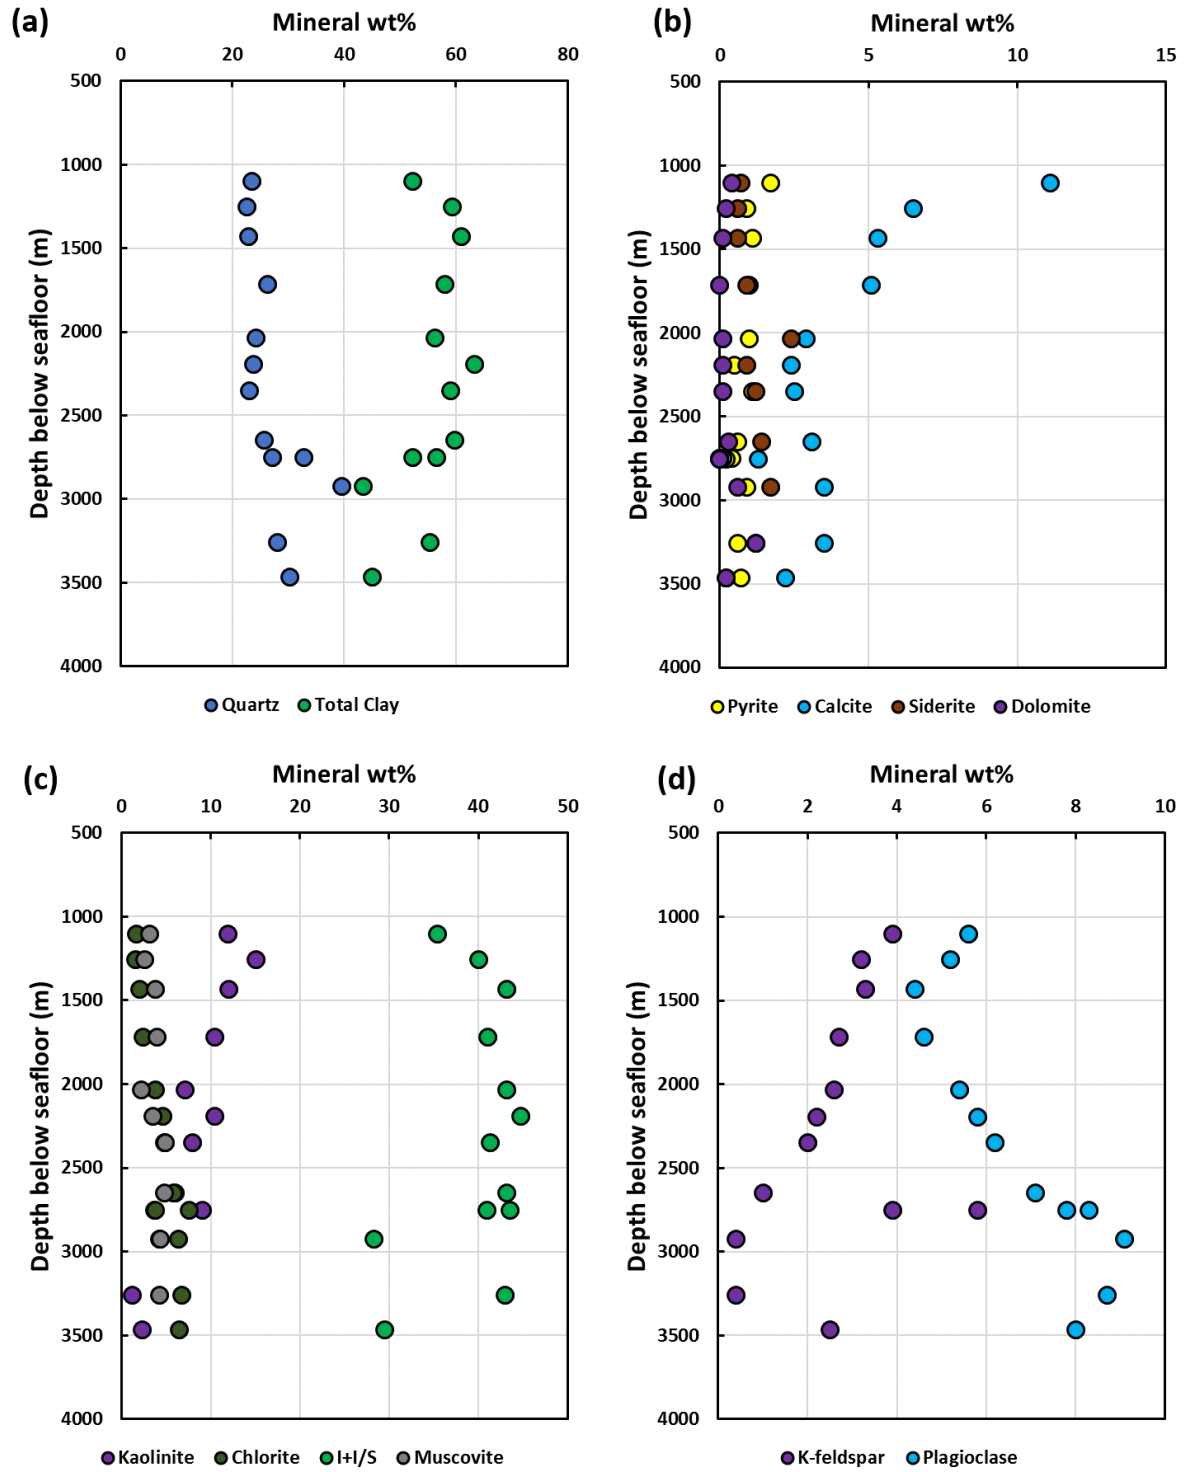 (a)
Mineral wt%
0 20 40 60 80
500
1000
1500
2000
2500
3000
3500
4000
Depth below seafloor (m)
Quartz Total Clay
(b)
Mineral wt%
0 5 10 15
500
1000
1500
2000
2500
3000
3500
4000
Depth below seafloor (m)
Pyrite Calcite Siderite Dolomite
(c)
Mineral wt%
0 10 20 30 40 50
500
1000
1500
2000
2500
3000
3500
4000
Depth below seafloor (m)
Kaolinite Chlorite I+I/S Muscovite
(d)
Mineral wt%
0 2 4 6 8 10
500
1000
1500
2000
2500
3000
3500
4000
Depth below seafloor (m)
K-feldspar Plagioclase